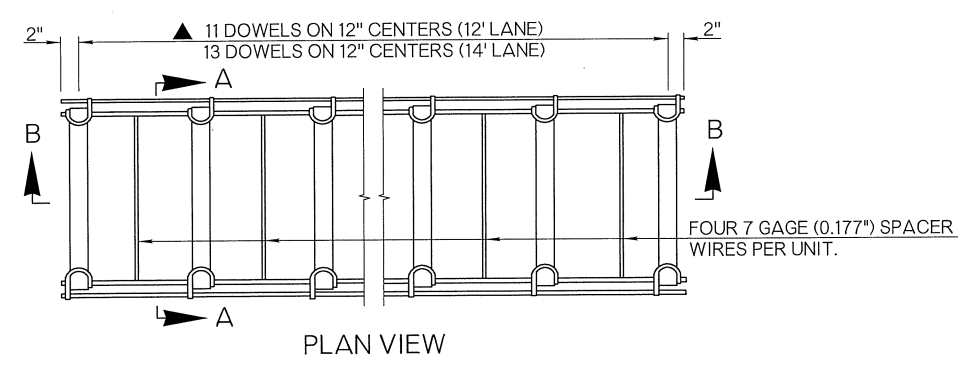 2" ▲ 11 DOWELS ON 12" CENTERS (12' LANE) 2"
13 DOWELS ON 12" CENTERS (14' LANE)
A
B B
FOUR 7 GAGE (0.177") SPACER
WIRES PER UNIT.
A
PLAN VIEW